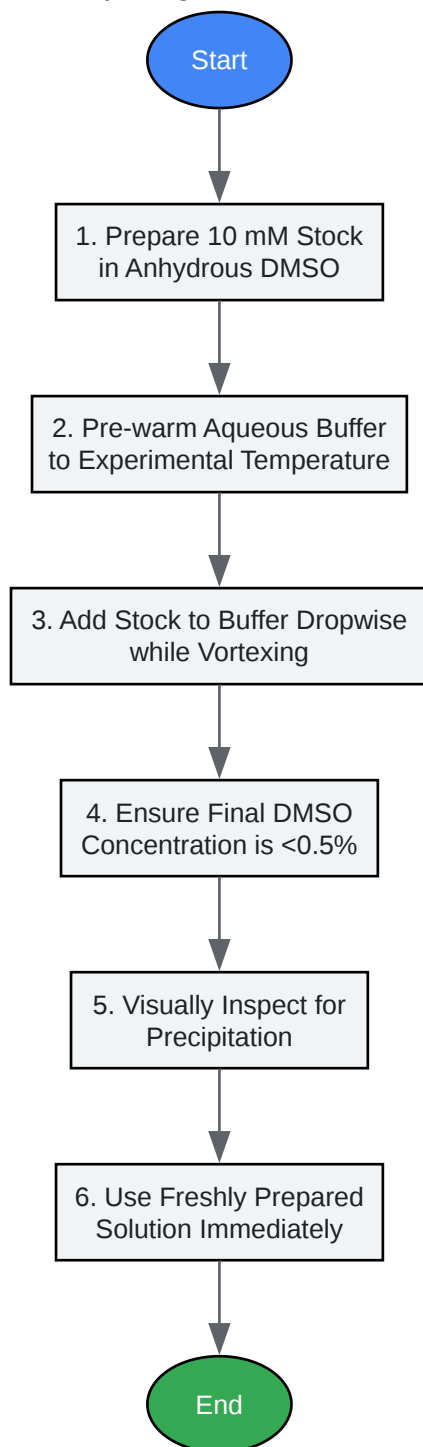 Start
1. Prepare 10 mM Stock
in Anhydrous DMSO
2. Pre-warm Aqueous Buffer
to Experimental Temperature
3. Add Stock to Buffer Dropwise
while Vortexing
4. Ensure Final DMSO
Concentration is <0.5%
5. Visually Inspect for
Precipitation
6. Use Freshly Prepared
Solution Immediately
End